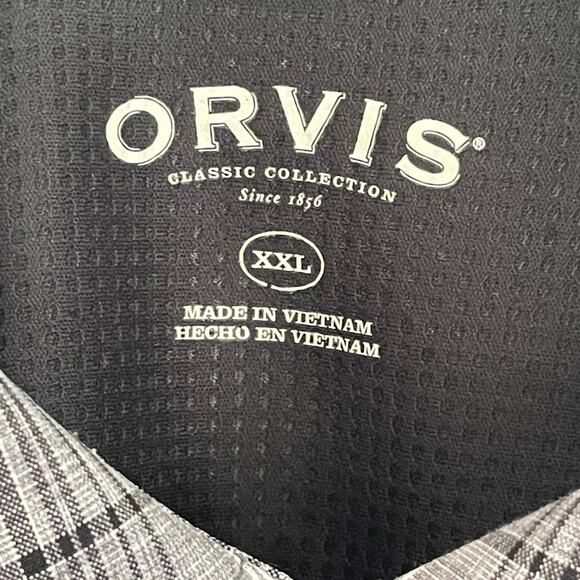 ORVIS®
CLASSIC COLLECTION
Since 1856
XXL
MADE IN VIETNAM
HECHO EN VIETNAM